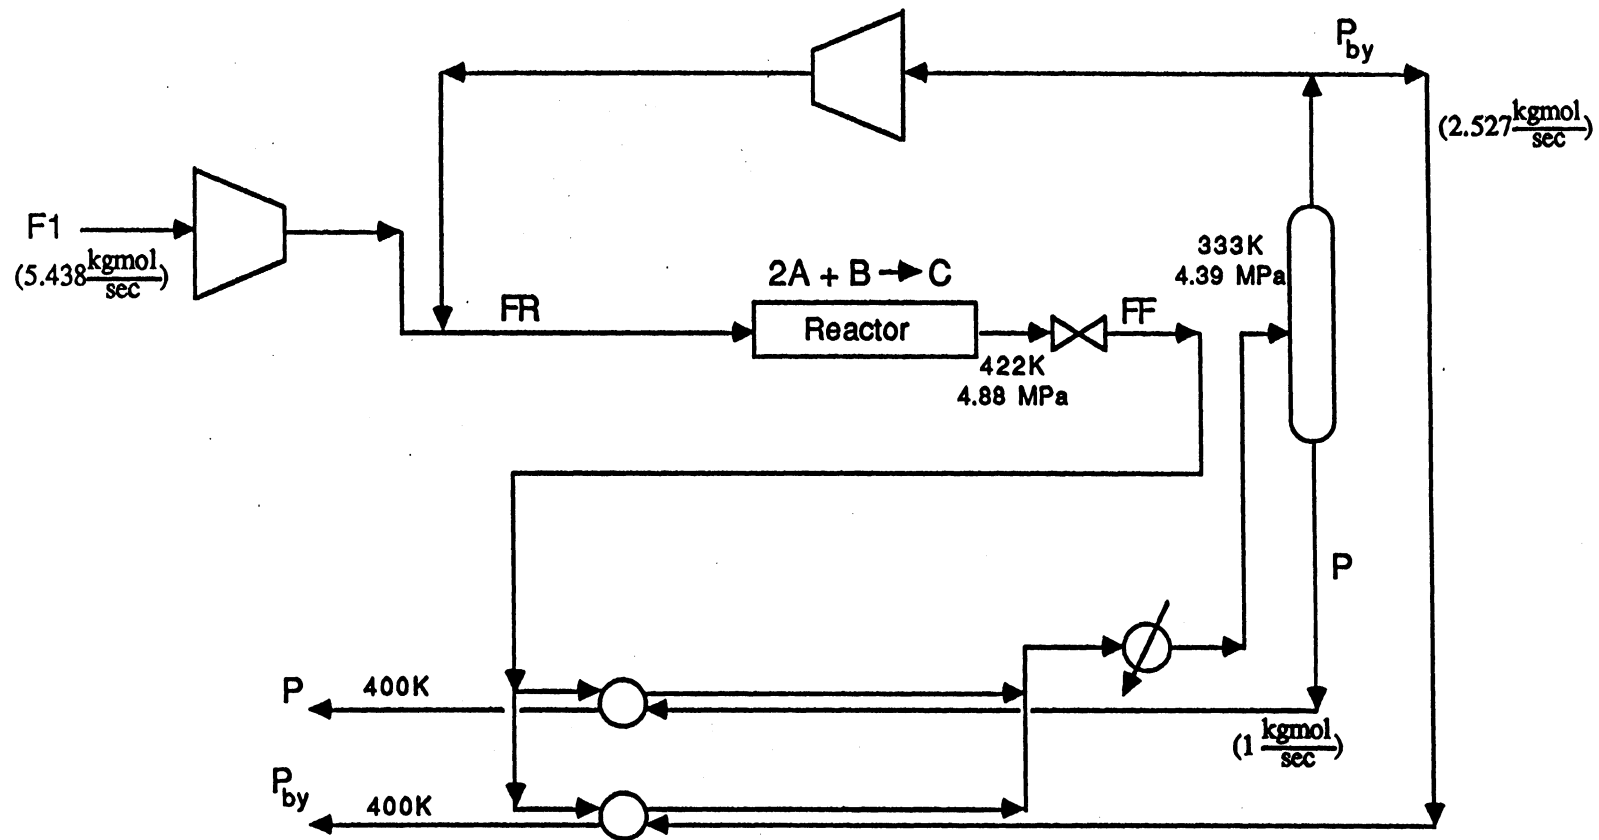 P_by
(2.527 kgmol/sec)
F1
(5.438 kgmol/sec)
333K
4.39 MPa
2A + B → C
FR
Reactor
FF
422K
4.88 MPa
P
P
400K
(1 kgmol/sec)
P_by
400K